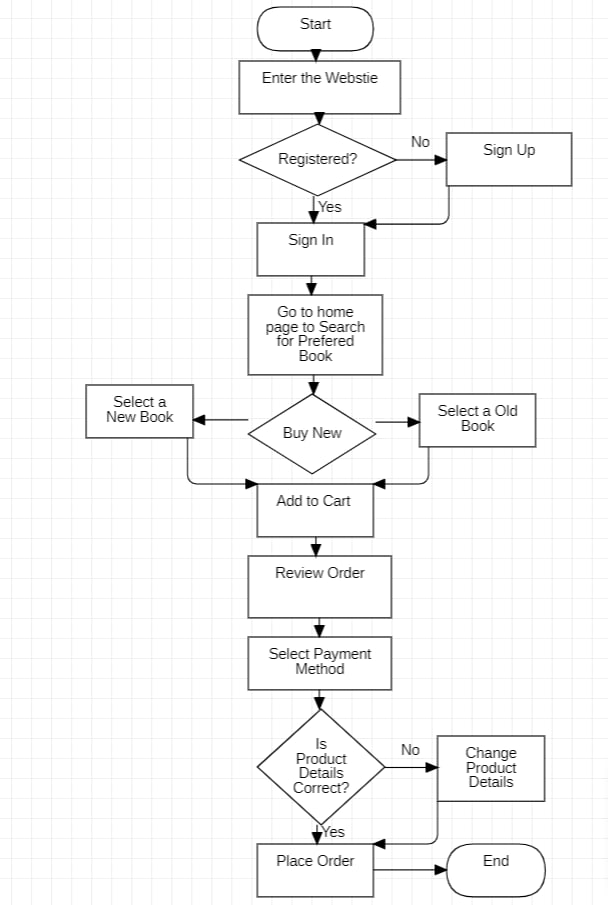 Start
Enter the Webstie
Registered?
No
Sign Up
Yes
Sign In
Go to home
page to Search
for Prefered
Book
Select a
New Book
Buy New
Select a Old
Book
Add to Cart
Review Order
Select Payment
Method
Is
Product
Details
Correct?
No
Change
Product
Details
Yes
Place Order
End